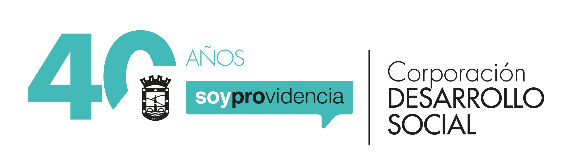 40 AÑOS
soyprovidencia
Corporación
DESARROLLO
SOCIAL